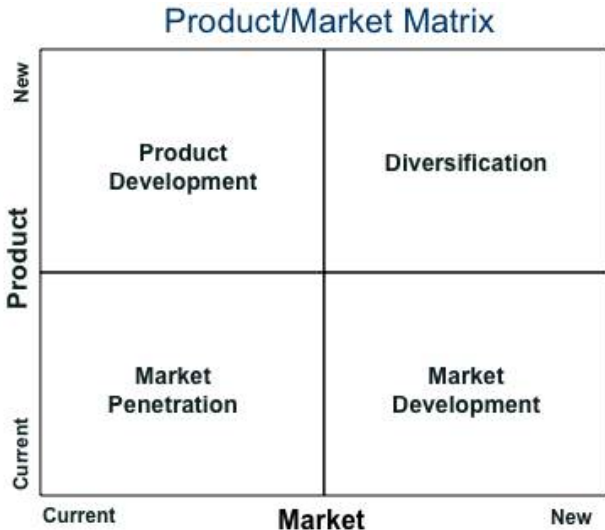 Product/Market Matrix
New
Product
Development
Diversification
Product
Market
Penetration
Market
Development
Current
Current
Market
New